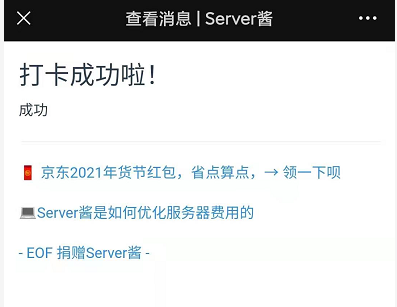 查看消息 | Server酱
打卡成功啦！
成功
京东2021年货节红包，省点算点，→ 领一下呗
Server酱是如何优化服务器费用的
- EOF 捐赠Server酱 -